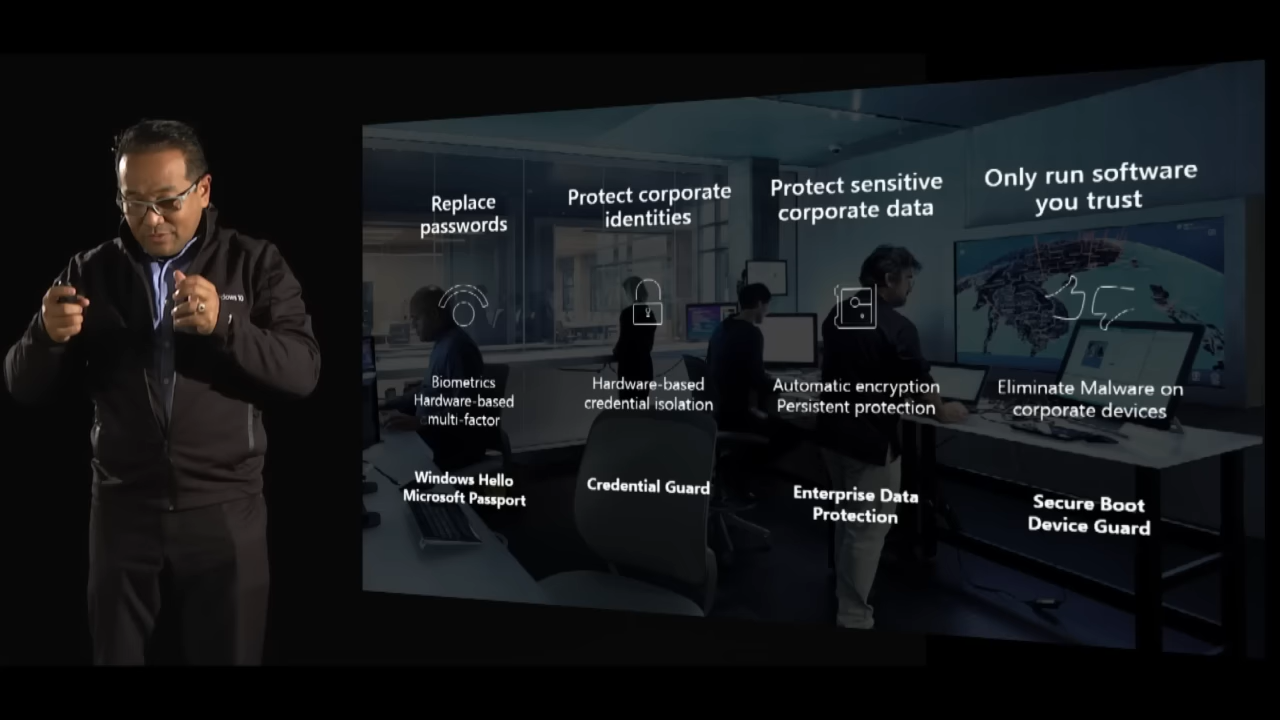 Replace
passwords
Protect corporate
identities
Protect sensitive
corporate data
Only run software
you trust
Biometrics
Hardware-based
multi-factor
Hardware-based
credential isolation
Automatic encryption
Persistent protection
Eliminate Malware on
corporate devices
Windows Hello
Microsoft Passport
Credential Guard
Enterprise Data
Protection
Secure Boot
Device Guard